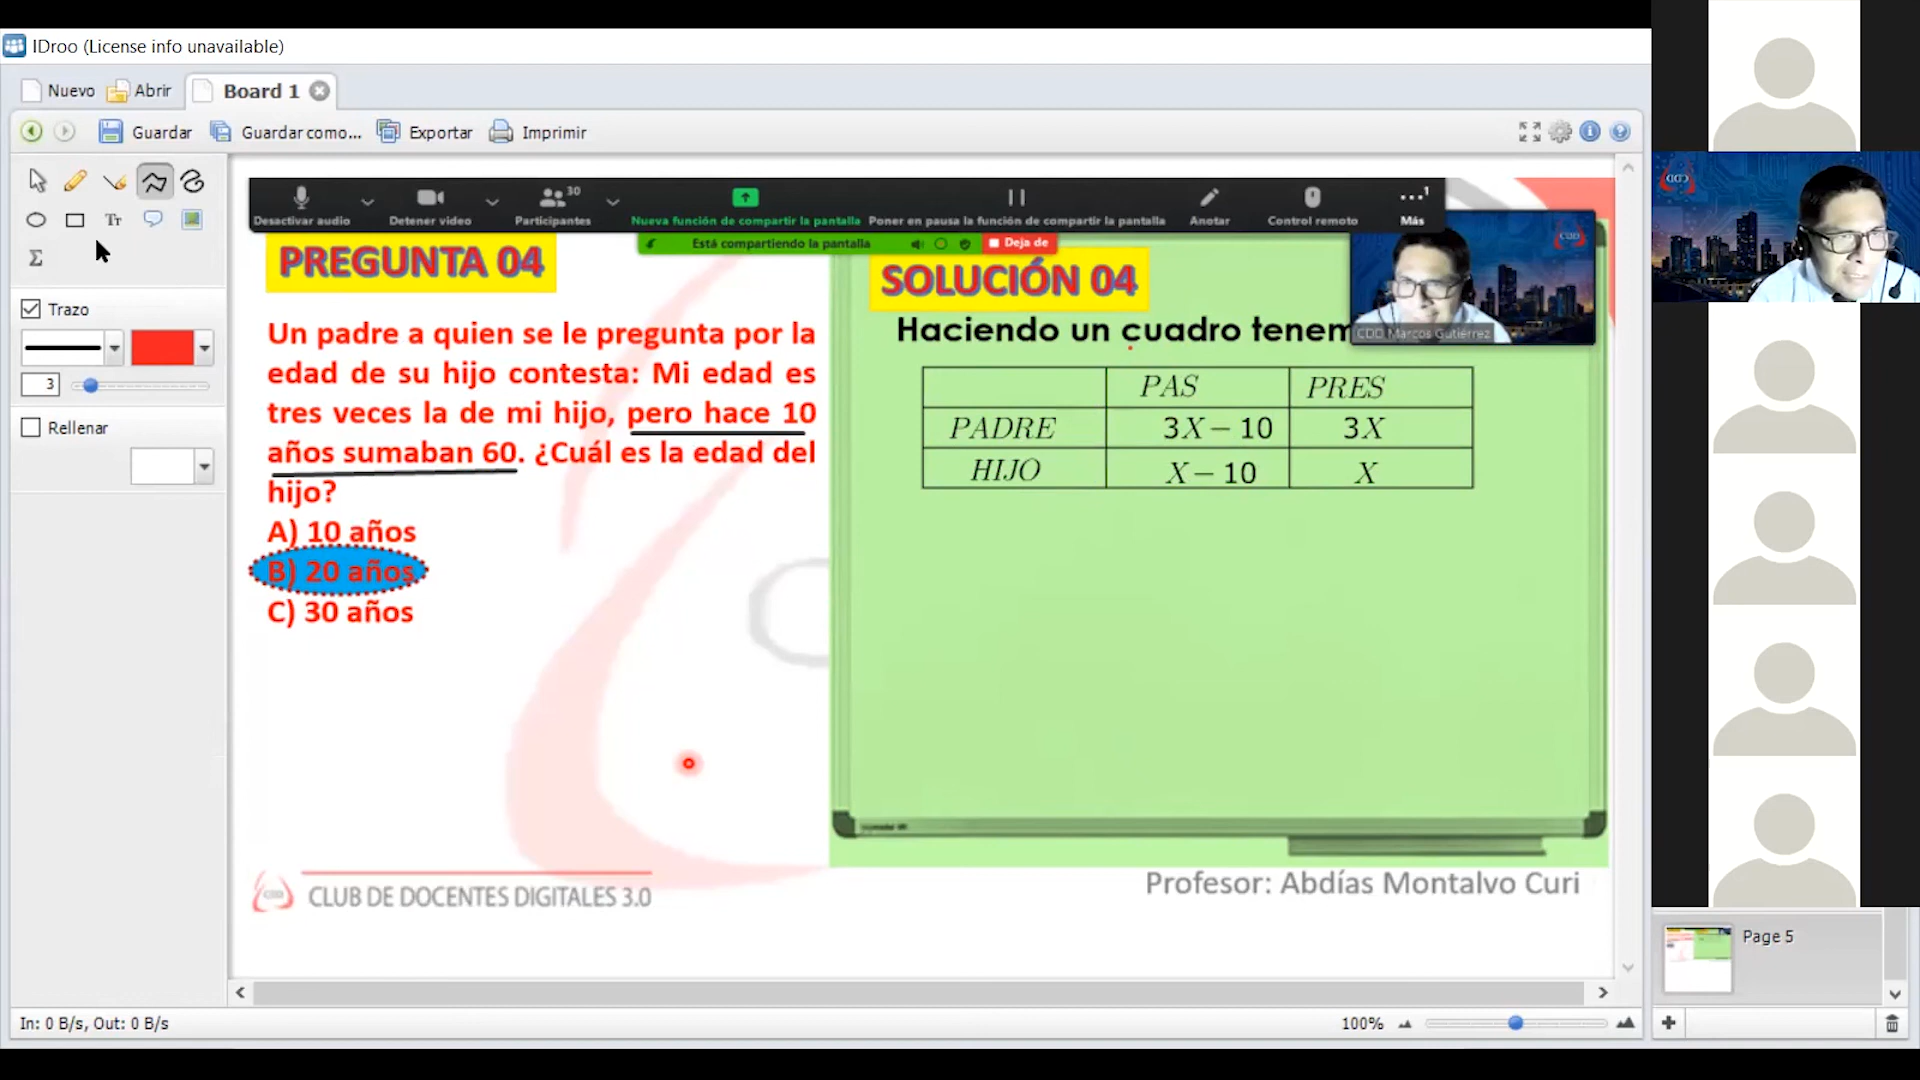 IDroo (License info unavailable)
Nuevo Abrir Board 1
Guardar Guardar como... Exportar Imprimir
Tr
Σ
Trazo
3
Rellenar
30 1
Desactivar audio Detener video Participantes Nueva función de compartir la pantalla Poner en pausa la función de compartir la pantalla Anotar Control remoto Más
Está compartiendo la pantalla Deja de
PREGUNTA 04
Un padre a quien se le pregunta por la
edad de su hijo contesta: Mi edad es
tres veces la de mi hijo, pero hace 10
años sumaban 60. ¿Cuál es la edad del
hijo?
A) 10 años
B) 20 años
C) 30 años
SOLUCIÓN 04
Haciendo un cuadro tenem
CDD Marcos Gutiérrez
PAS PRES
PADRE 3X − 10 3X
HIJO X − 10 X
CLUB DE DOCENTES DIGITALES 3.0
Profesor: Abdías Montalvo Curi
Page 5
In: 0 B/s, Out: 0 B/s
100%